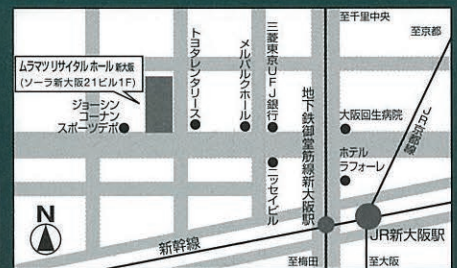 至千里中央
至京都
ムラマツリサイタルホール新大阪
(ソーラ新大阪21ビル1F)
トヨタレンタリース
メルパルクホール
三菱東京UFJ銀行
地下鉄御堂筋線新大阪駅
JR京都線
ジョーシン
コーナン
スポーツデポ
大阪回生病院
ホテル
ラフォーレ
ニッセイビル
N
新幹線
JR新大阪駅
至梅田
至大阪